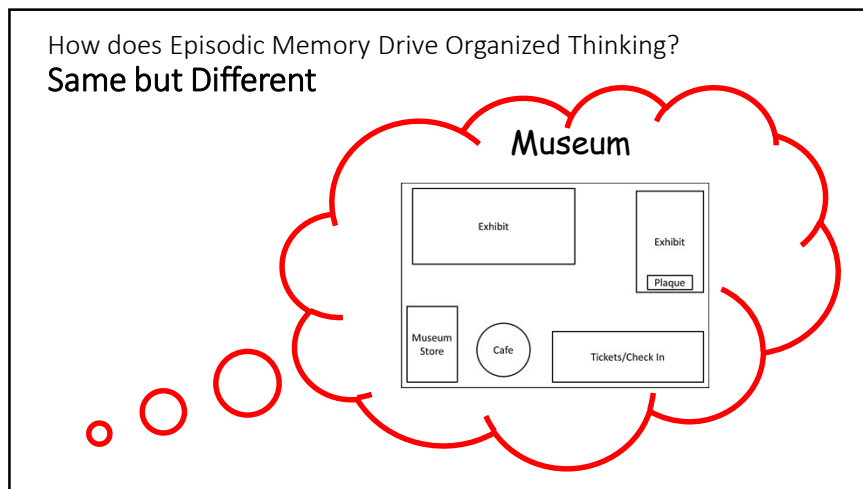 How does Episodic Memory Drive Organized Thinking?
Same but Different
Museum
Exhibit
Exhibit
Plaque
Museum
Store
Cafe
Tickets/Check In